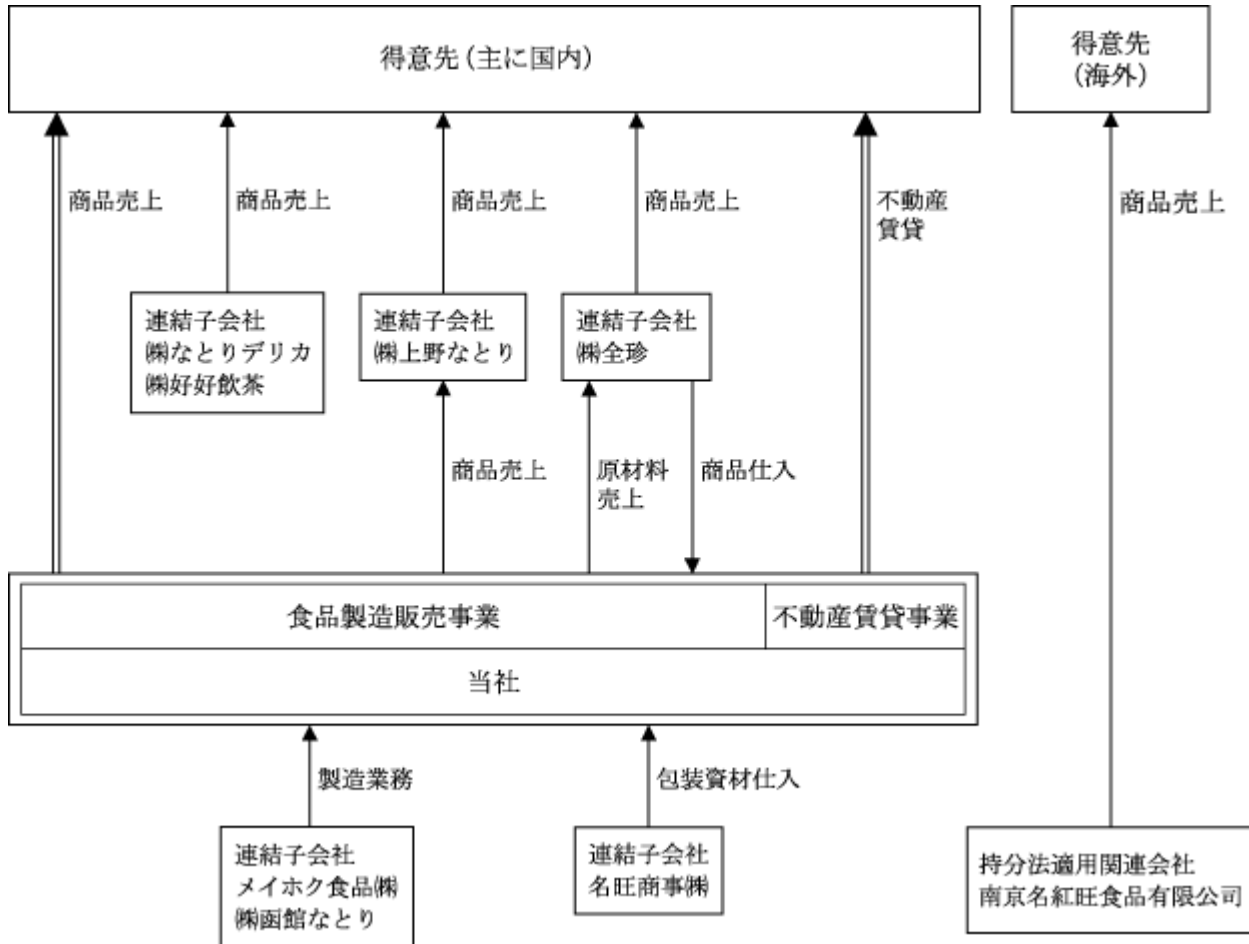 得意先（主に国内）
得意先
（海外）
商品売上
商品売上
商品売上
商品売上
不動産
賃貸
商品売上
連結子会社
㈱なとりデリカ
㈱好好飲茶
連結子会社
㈱上野なとり
連結子会社
㈱全珍
商品売上
原材料
売上
商品仕入
食品製造販売事業
不動産賃貸事業
当社
製造業務
包装資材仕入
連結子会社
メイホク食品㈱
㈱函館なとり
連結子会社
名旺商事㈱
持分法適用関連会社
南京名紅旺食品有限公司